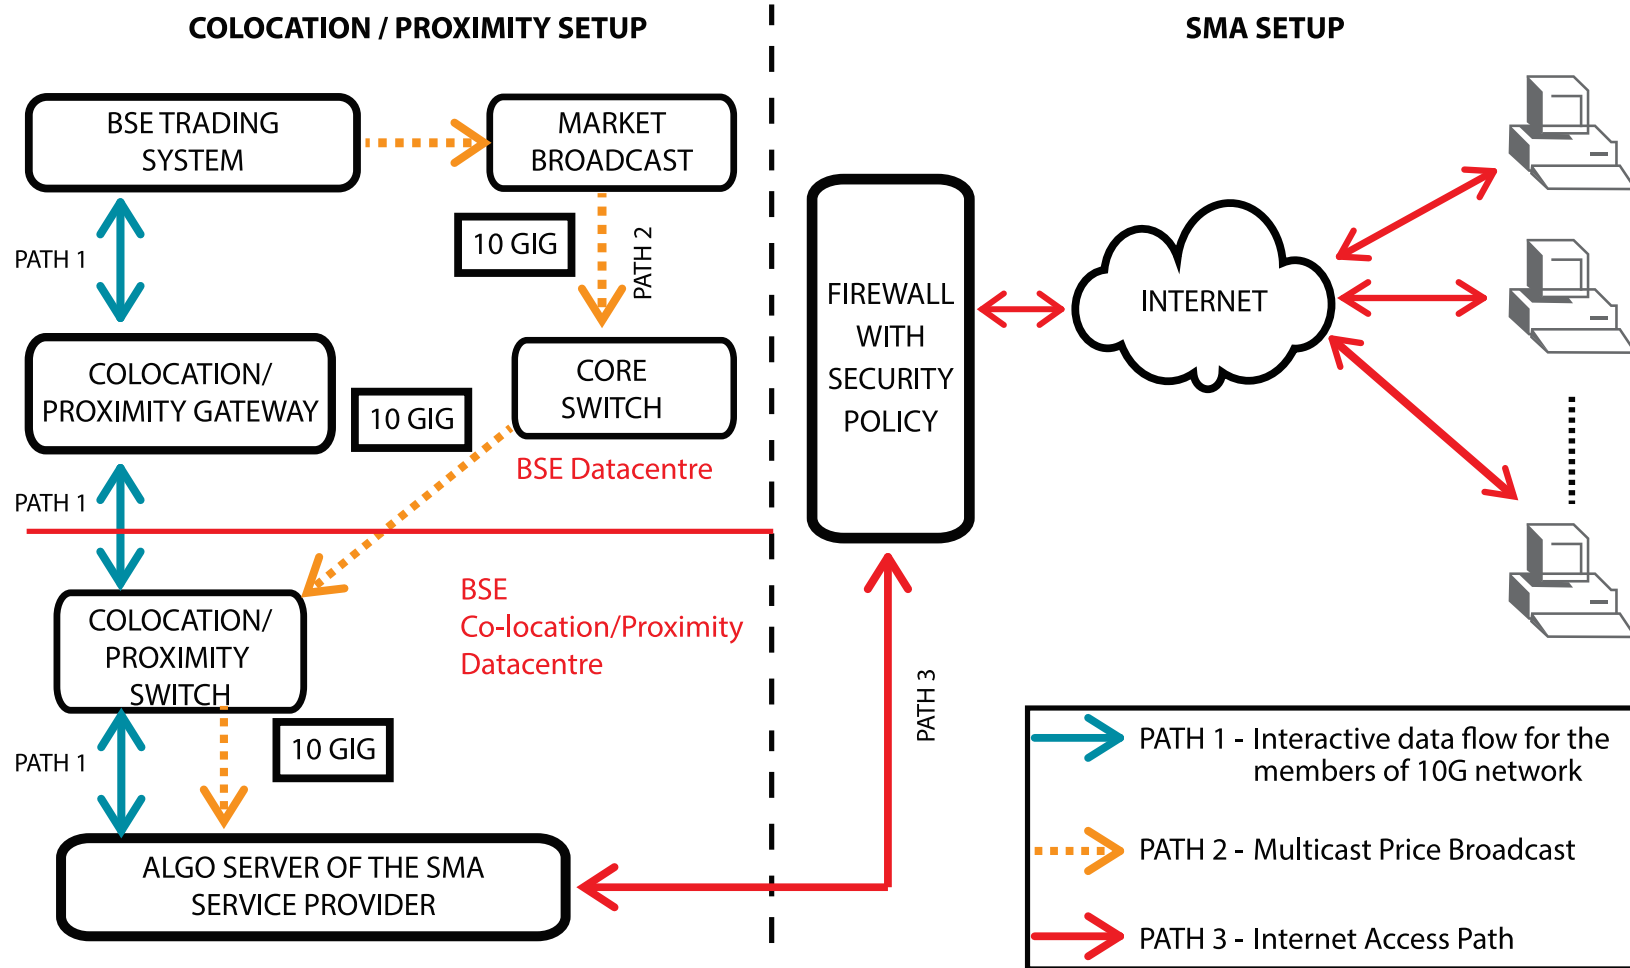 COLOCATION / PROXIMITY SETUP
SMA SETUP
BSE TRADING
SYSTEM
MARKET
BROADCAST
PATH 1
10 GIG
PATH 2
COLOCATION/
PROXIMITY GATEWAY
10 GIG
CORE
SWITCH
BSE Datacentre
PATH 1
COLOCATION/
PROXIMITY
SWITCH
BSE
Co-location/Proximity
Datacentre
PATH 1
10 GIG
ALGO SERVER OF THE SMA
SERVICE PROVIDER
FIREWALL
WITH
SECURITY
POLICY
INTERNET
PATH 3
PATH 1 - Interactive data flow for the
members of 10G network
PATH 2 - Multicast Price Broadcast
PATH 3 - Internet Access Path